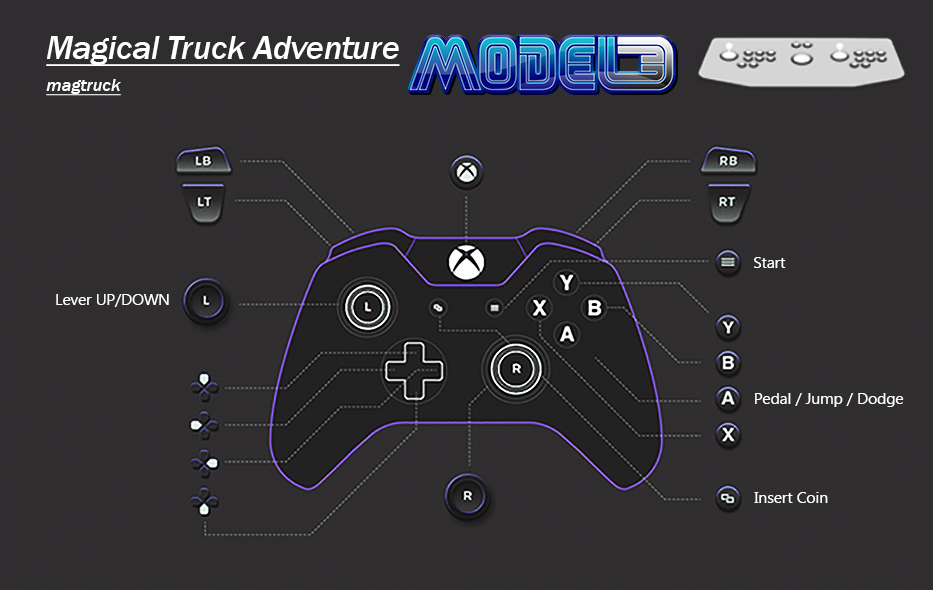 Magical Truck Adventure
MODEL3
magtruck
LB
RB
LT
RT
Start
Y
X
B
A
L
Lever UP/DOWN
L
R
Y
B
A
Pedal / Jump / Dodge
X
R
Insert Coin